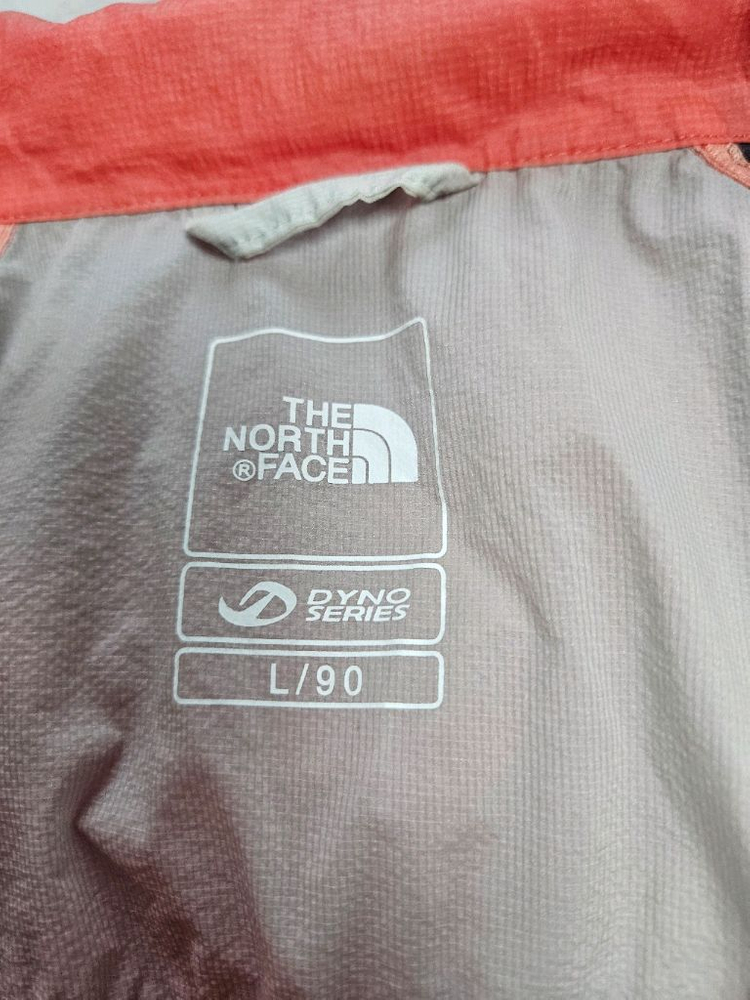 THE
NORTH
®FACE
DYNO
SERIES
L/90